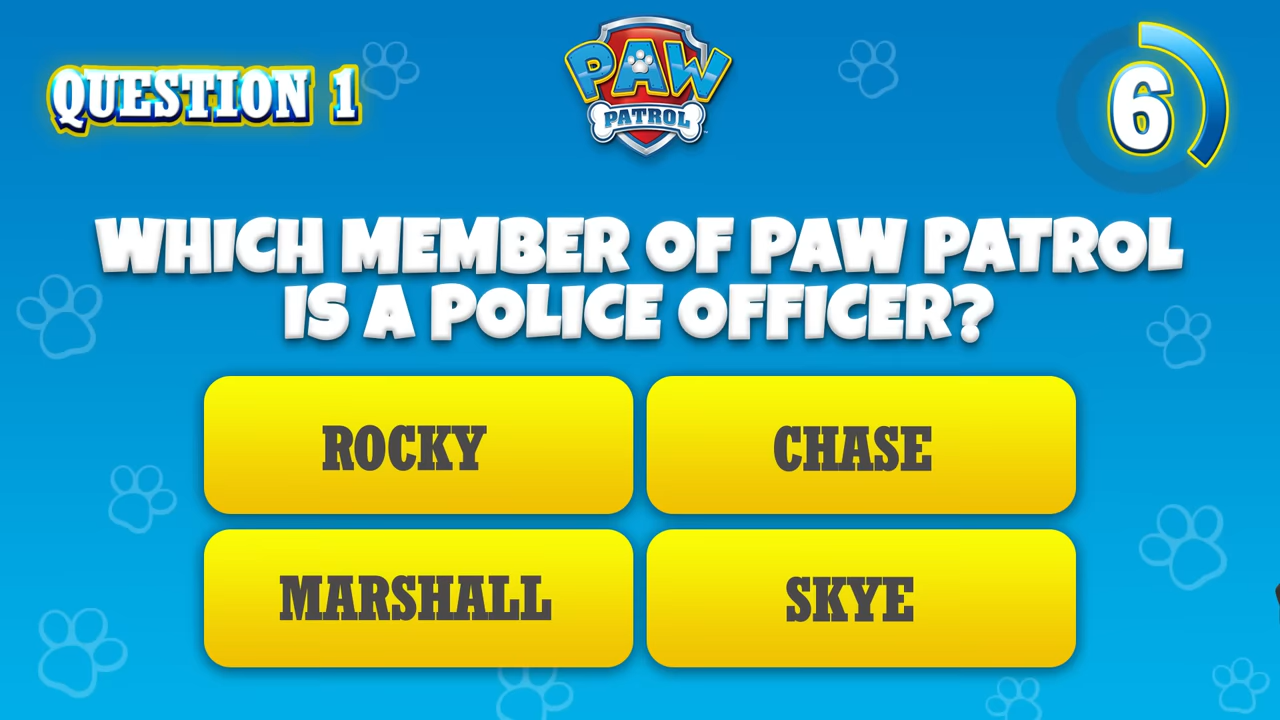 QUESTION 1
PAW
PATROL
6
WHICH MEMBER OF PAW PATROL
IS A POLICE OFFICER?
ROCKY
CHASE
MARSHALL
SKYE